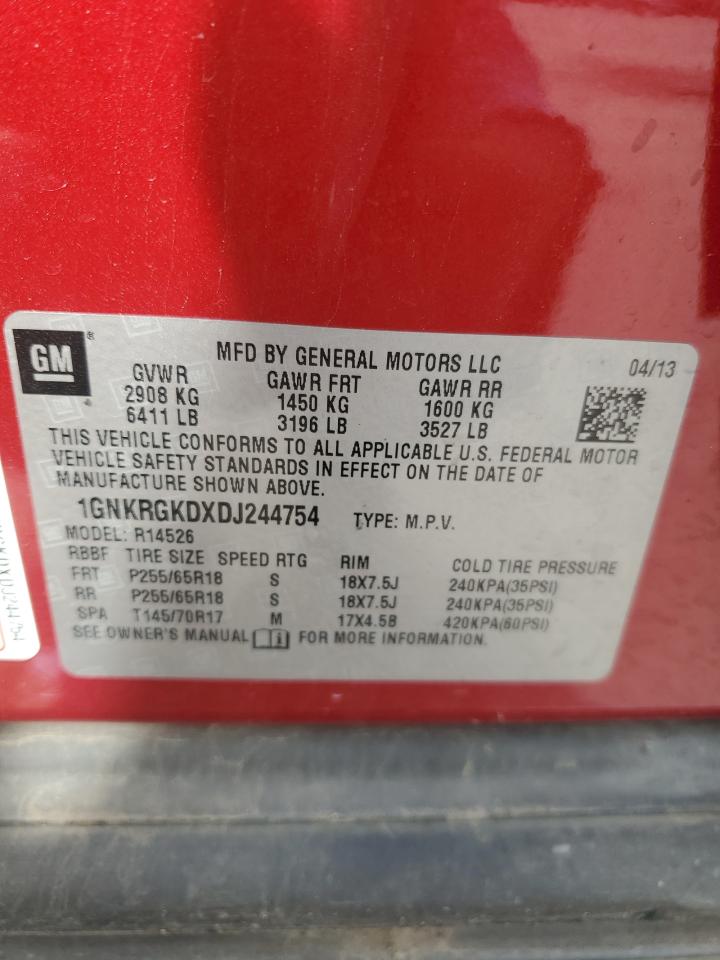 GM
MFD BY GENERAL MOTORS LLC 04/13
GVWR GAWR FRT GAWR RR
2908 KG 1450 KG 1600 KG
6411 LB 3196 LB 3527 LB
THIS VEHICLE CONFORMS TO ALL APPLICABLE U.S. FEDERAL MOTOR
VEHICLE SAFETY STANDARDS IN EFFECT ON THE DATE OF
MANUFACTURE SHOWN ABOVE.
1GNKRGKDXDJ244754 TYPE: M.P.V.
MODEL: R14526
RBBF TIRE SIZE SPEED RTG RIM COLD TIRE PRESSURE
FRT P255/65R18 S 18X7.5J 240KPA(35PSI)
RR P255/65R18 S 18X7.5J 240KPA(35PSI)
SPA T145/70R17 M 17X4.5B 420KPA(60PSI)
SEE OWNER'S MANUAL FOR MORE INFORMATION.